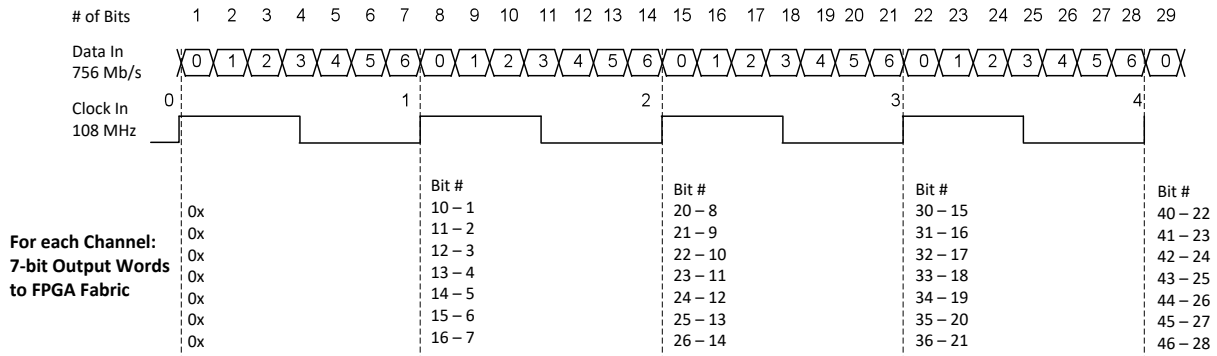 # of Bits 1 2 3 4 5 6 7 8 9 10 11 12 13 14 15 16 17 18 19 20 21 22 23 24 25 26 27 28 29
Data In
756 Mb/s
0 1 2 3 4 5 6 0 1 2 3 4 5 6 0 1 2 3 4 5 6 0 1 2 3 4 5 6 0
Clock In
108 MHz
0 1 2 3 4
For each Channel:
7-bit Output Words
to FPGA Fabric
0x
0x
0x
0x
0x
0x
0x
Bit #
10 – 1
11 – 2
12 – 3
13 – 4
14 – 5
15 – 6
16 – 7
Bit #
20 – 8
21 – 9
22 – 10
23 – 11
24 – 12
25 – 13
26 – 14
Bit #
30 – 15
31 – 16
32 – 17
33 – 18
34 – 19
35 – 20
36 – 21
Bit #
40 – 22
41 – 23
42 – 24
43 – 25
44 – 26
45 – 27
46 – 28